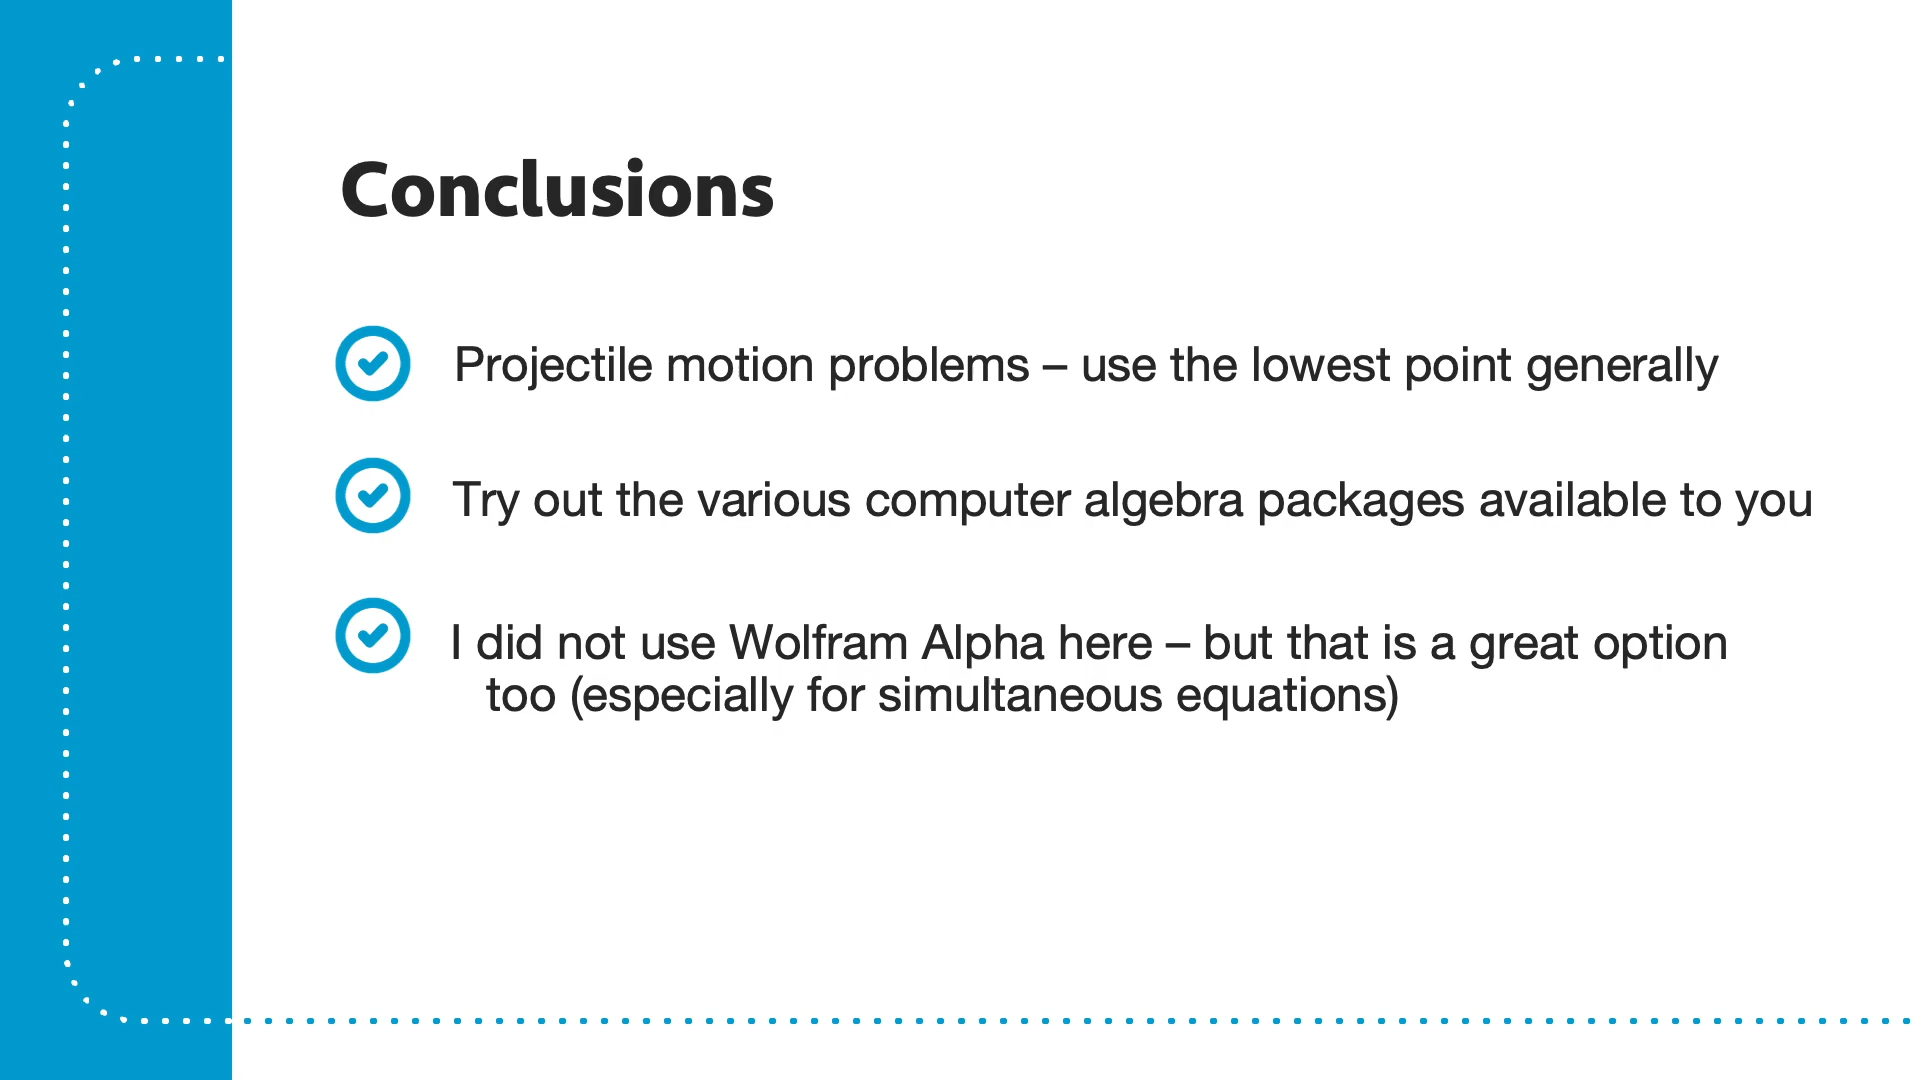 Conclusions
Projectile motion problems – use the lowest point generally
Try out the various computer algebra packages available to you
I did not use Wolfram Alpha here – but that is a great option
too (especially for simultaneous equations)